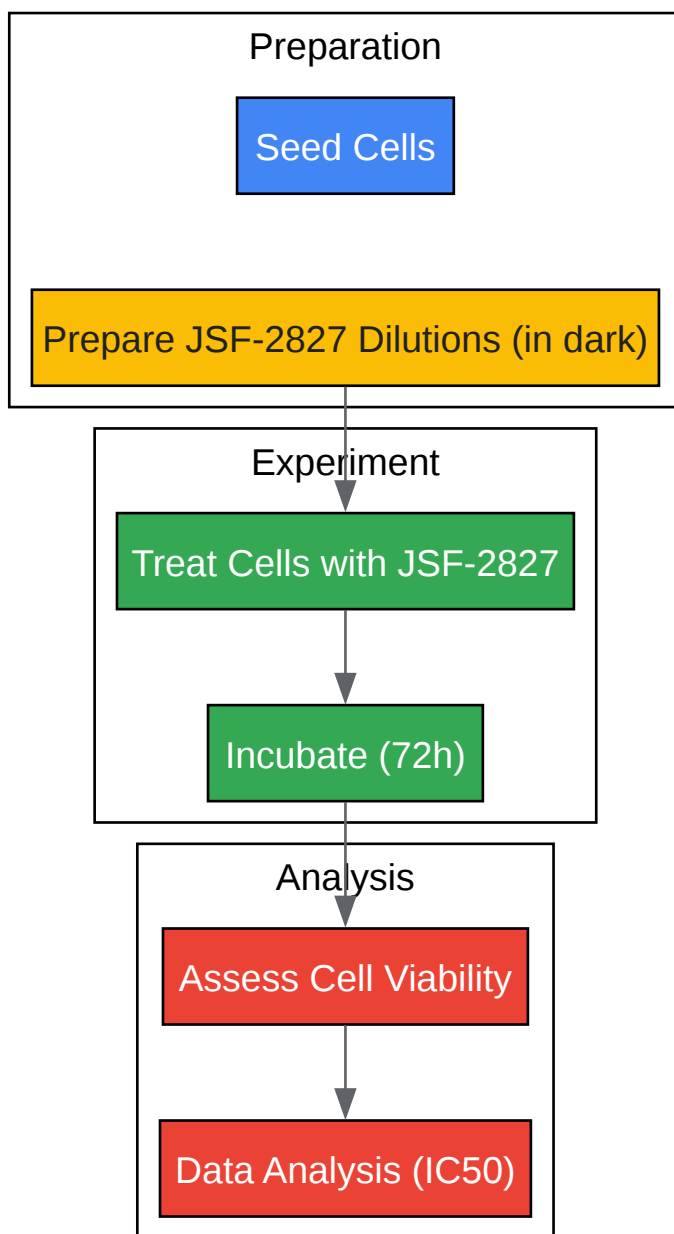 Preparation
Seed Cells
Prepare JSF-2827 Dilutions (in dark)
Experiment
Treat Cells with JSF-2827
Incubate (72h)
Analysis
Assess Cell Viability
Data Analysis (IC50)